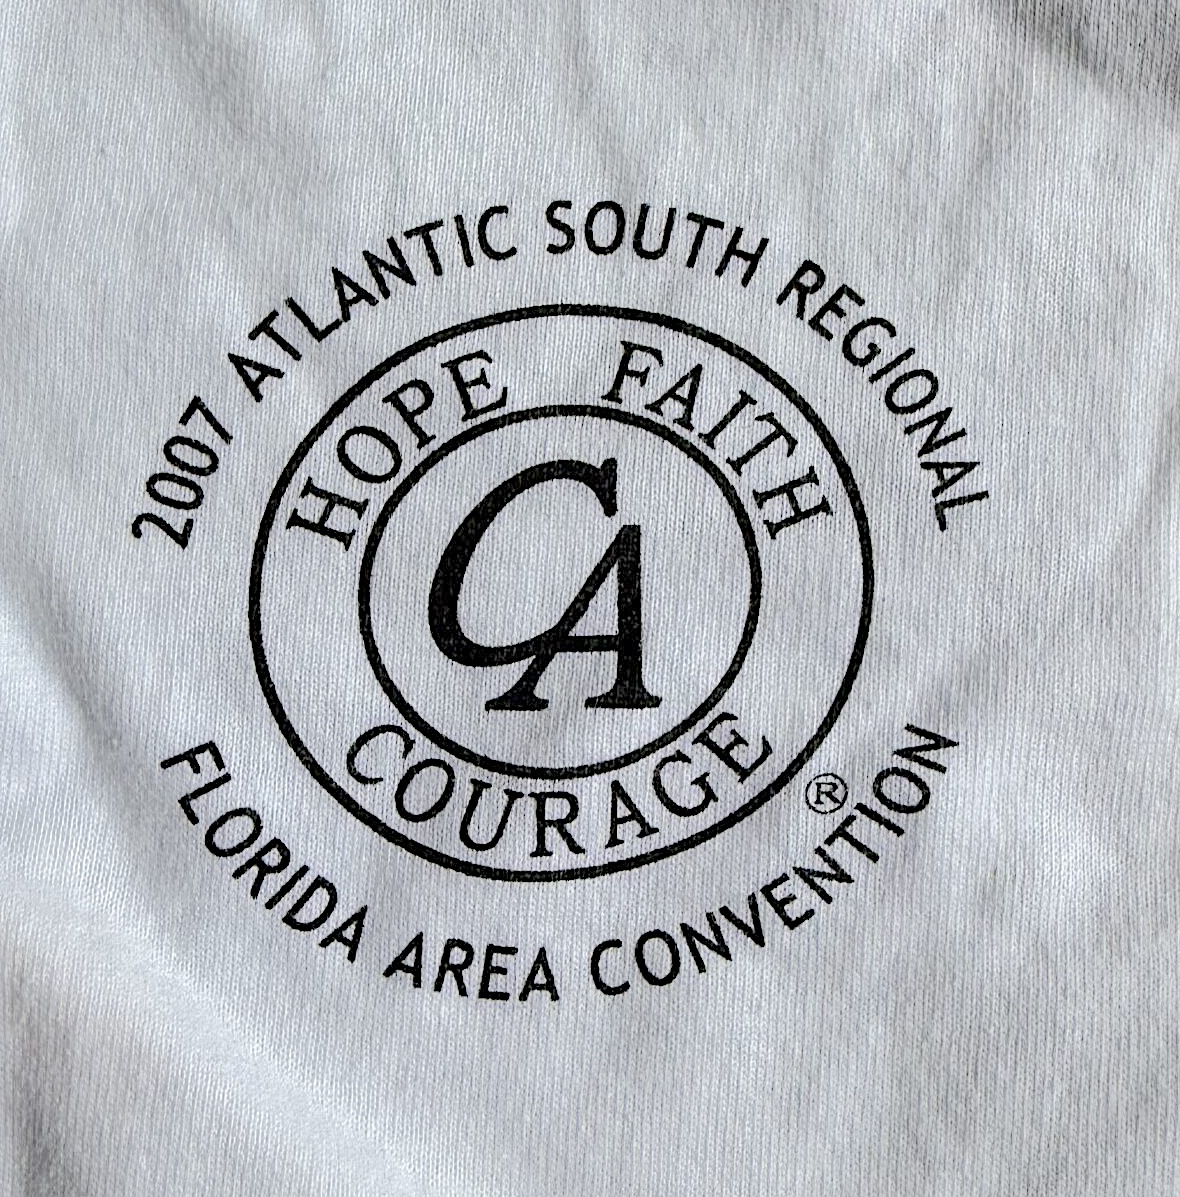 2007 ATLANTIC SOUTH REGIONAL
HOPE FAITH
CA
COURAGE
®
FLORIDA AREA CONVENTION